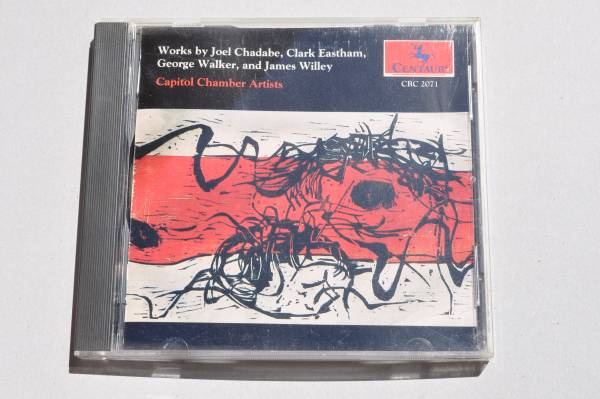 Works by Joel Chadabe, Clark Eastham,
George Walker, and James Willey
Capitol Chamber Artists
CENTAUR
CRC 2071